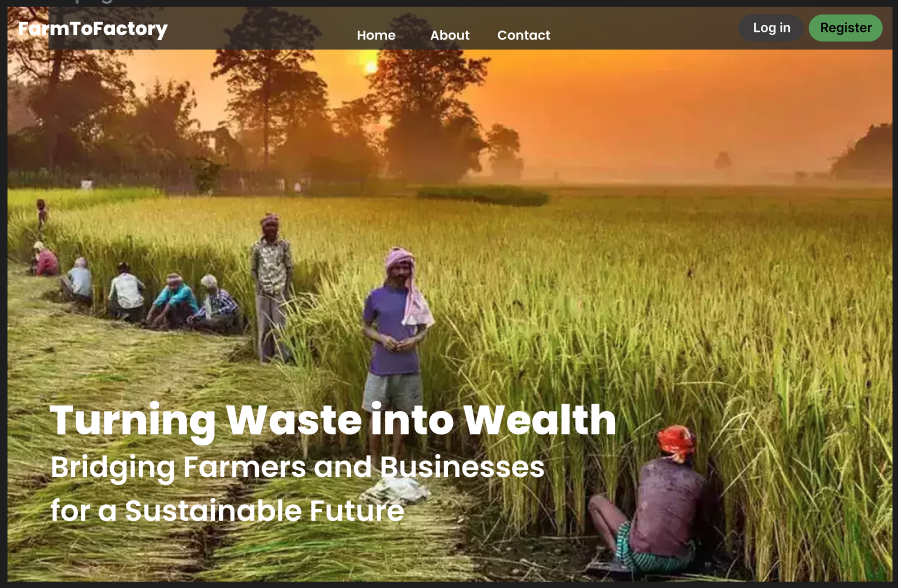 FarmToFactory
Home About Contact
Log in Register
Turning Waste into Wealth
Bridging Farmers and Businesses
for a Sustainable Future